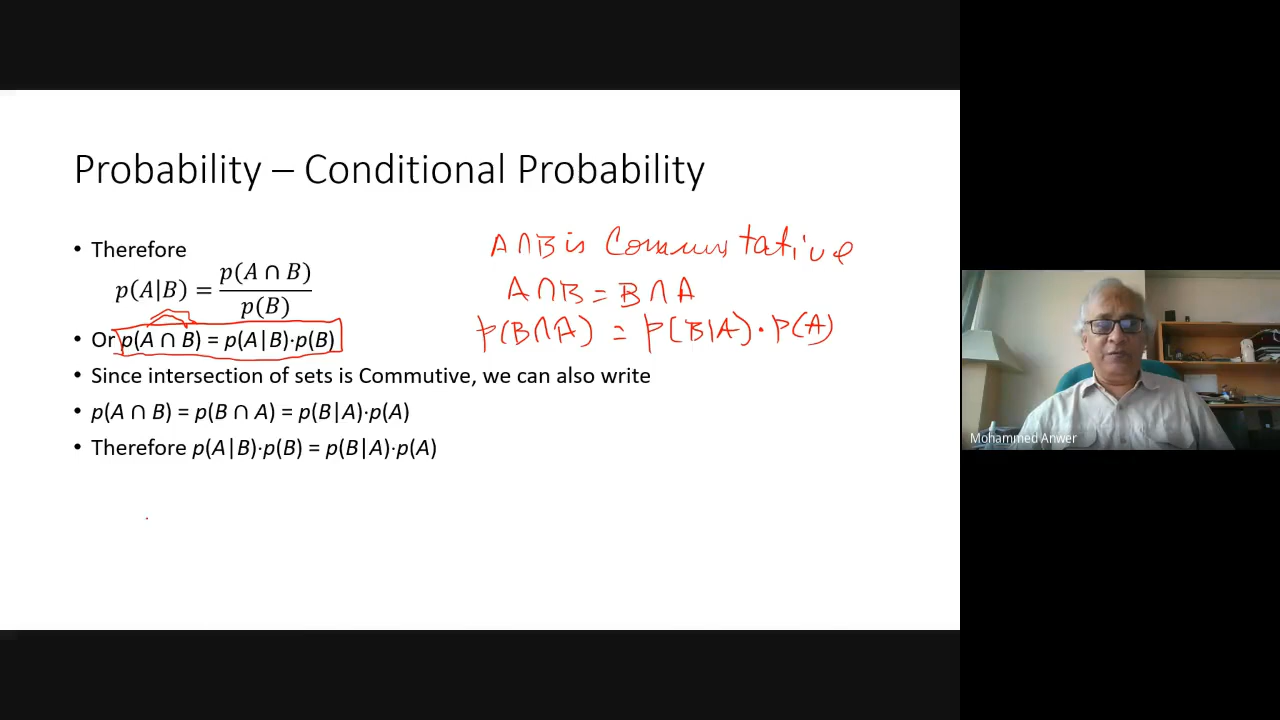 Probability – Conditional Probability
• Therefore
p(A|B) = p(A ∩ B) / p(B)
• Or p(A ∩ B) = p(A|B)·p(B)
• Since intersection of sets is Commutive, we can also write
• p(A ∩ B) = p(B ∩ A) = p(B|A)·p(A)
• Therefore p(A|B)·p(B) = p(B|A)·p(A)
A∩B is Commutative
A∩B = B∩A
p(B∩A) = p(B|A)·p(A)
Mohammed Anwer